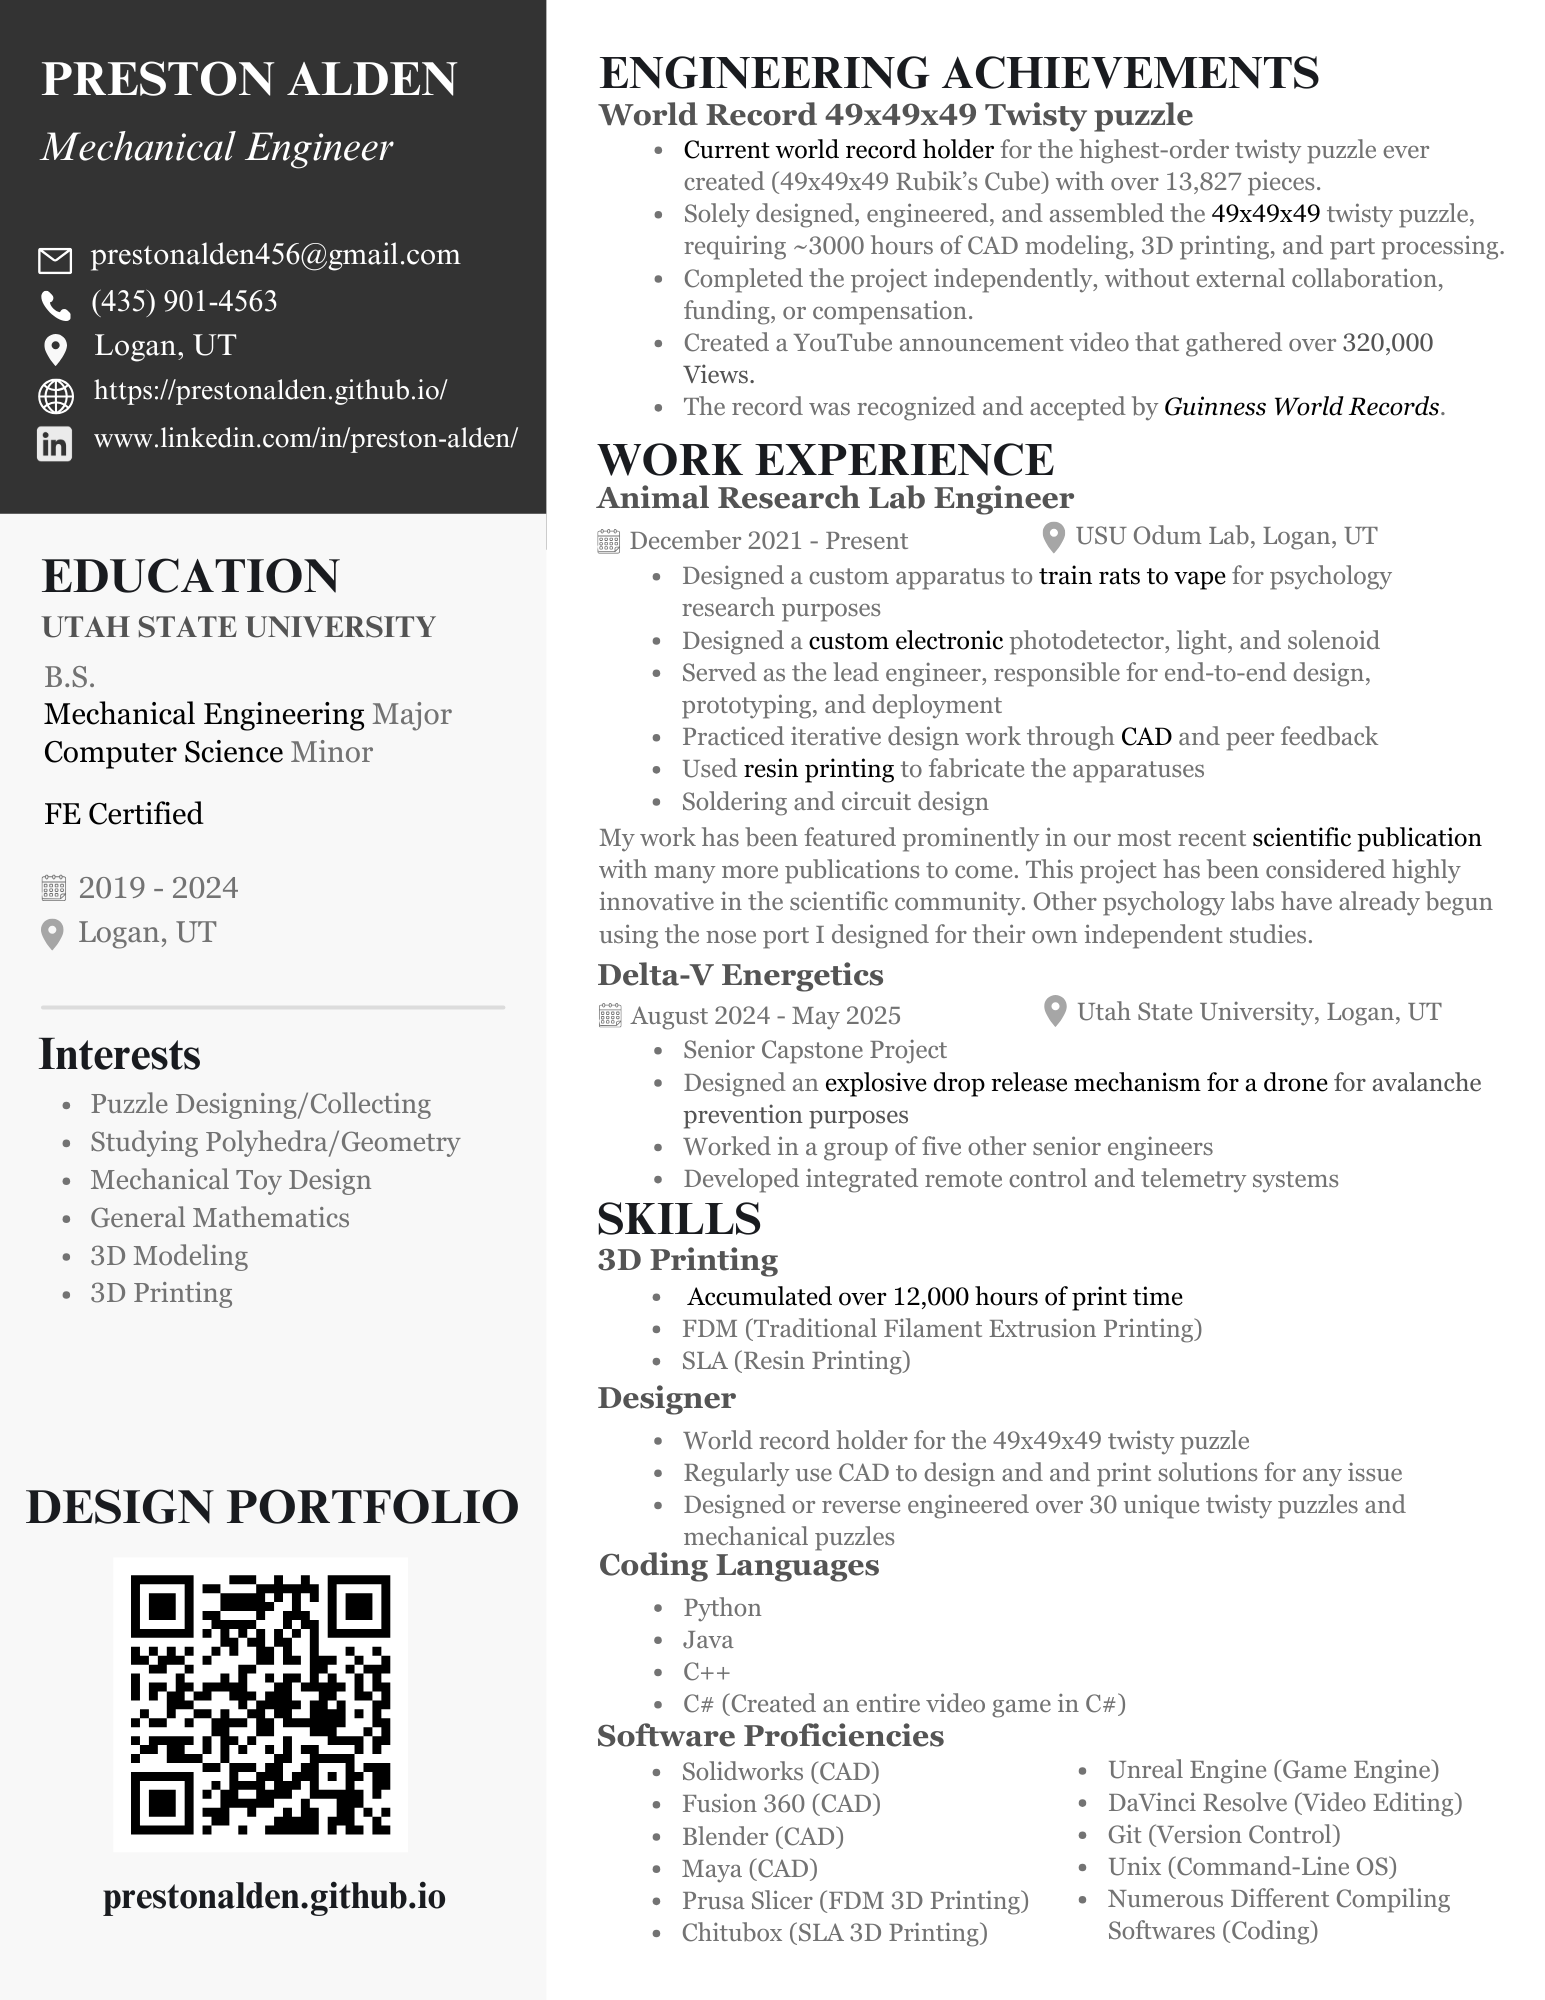 PRESTON ALDEN
Mechanical Engineer
prestonalden456@gmail.com
(435) 901-4563
Logan, UT
https://prestonalden.github.io/
in www.linkedin.com/in/preston-alden/
EDUCATION
UTAH STATE UNIVERSITY
B.S.
Mechanical Engineering Major
Computer Science Minor
FE Certified
2019 - 2024
Logan, UT
Interests
• Puzzle Designing/Collecting
• Studying Polyhedra/Geometry
• Mechanical Toy Design
• General Mathematics
• 3D Modeling
• 3D Printing
DESIGN PORTFOLIO
prestonalden.github.io
ENGINEERING ACHIEVEMENTS
World Record 49x49x49 Twisty puzzle
• Current world record holder for the highest-order twisty puzzle ever
created (49x49x49 Rubik’s Cube) with over 13,827 pieces.
• Solely designed, engineered, and assembled the 49x49x49 twisty puzzle,
requiring ~3000 hours of CAD modeling, 3D printing, and part processing.
• Completed the project independently, without external collaboration,
funding, or compensation.
• Created a YouTube announcement video that gathered over 320,000
Views.
• The record was recognized and accepted by Guinness World Records.
WORK EXPERIENCE
Animal Research Lab Engineer
December 2021 - Present
USU Odum Lab, Logan, UT
• Designed a custom apparatus to train rats to vape for psychology
research purposes
• Designed a custom electronic photodetector, light, and solenoid
• Served as the lead engineer, responsible for end-to-end design,
prototyping, and deployment
• Practiced iterative design work through CAD and peer feedback
• Used resin printing to fabricate the apparatuses
• Soldering and circuit design
My work has been featured prominently in our most recent scientific publication
with many more publications to come. This project has been considered highly
innovative in the scientific community. Other psychology labs have already begun
using the nose port I designed for their own independent studies.
Delta-V Energetics
August 2024 - May 2025
Utah State University, Logan, UT
• Senior Capstone Project
• Designed an explosive drop release mechanism for a drone for avalanche
prevention purposes
• Worked in a group of five other senior engineers
• Developed integrated remote control and telemetry systems
SKILLS
3D Printing
• Accumulated over 12,000 hours of print time
• FDM (Traditional Filament Extrusion Printing)
• SLA (Resin Printing)
Designer
• World record holder for the 49x49x49 twisty puzzle
• Regularly use CAD to design and and print solutions for any issue
• Designed or reverse engineered over 30 unique twisty puzzles and
mechanical puzzles
Coding Languages
• Python
• Java
• C++
• C# (Created an entire video game in C#)
Software Proficiencies
• Solidworks (CAD)
• Fusion 360 (CAD)
• Blender (CAD)
• Maya (CAD)
• Prusa Slicer (FDM 3D Printing)
• Chitubox (SLA 3D Printing)
• Unreal Engine (Game Engine)
• DaVinci Resolve (Video Editing)
• Git (Version Control)
• Unix (Command-Line OS)
• Numerous Different Compiling
Softwares (Coding)